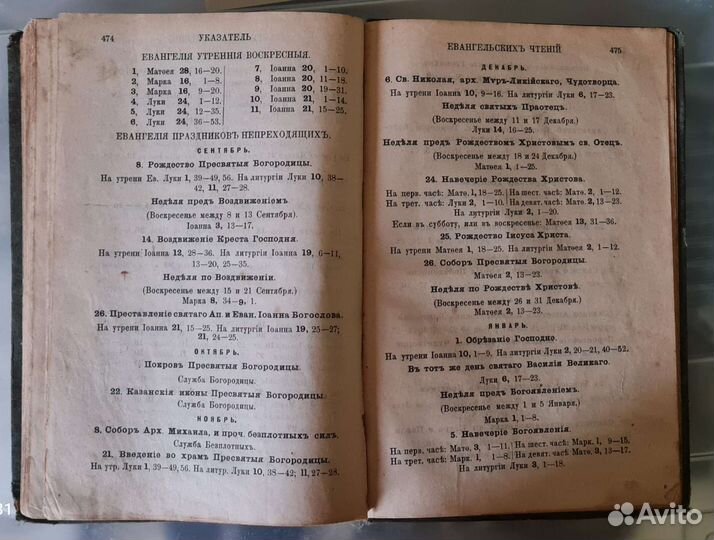 474 УКАЗАТЕЛЬ
ЕВАНГЕЛІЯ УТРЕННІЯ ВОСКРЕСНЫЯ.
1, Матѳея 28, 16—20.
2, Марка 16, 1—8.
3, Марка 16, 9—20.
4, Луки 24, 1—12.
5, Луки 24, 12—35.
6, Луки 24, 36—53.
7, Іоанна 20, 1—10.
8, Іоанна 20, 11—18.
9, Іоанна 20, 19—31.
10, Іоанна 21, 1—14.
11, Іоанна 21, 15—25.
ЕВАНГЕЛІЯ ПРАЗДНИКОВЪ НЕПРЕХОДЯЩИХЪ.
СЕНТЯБРЬ.
8. Рождество Пресвятыя Богородицы.
На утрени Ев. Луки 1, 39—49, 56. На литургіи Луки 10, 38—
42, 11, 27—28.
Недѣля предъ Воздвиженіемъ.
(Воскресенье между 8 и 13 Сентября).
Іоанна 3, 13—17.
14. Воздвиженіе Креста Господня.
На утрени Іоанна 12, 28—36. На литургіи Іоанна 19, 6—11,
13—20, 25—35.
Недѣля по Воздвиженіи.
(Воскресенье между 15 и 21 Сентября).
Марка 8, 34—9, 1.
26. Преставленіе святаго Ап. и Еван. Іоанна Богослова.
На утрени Іоанна 21, 15—25. На литургіи Іоанна 19, 25—27;
21, 24—25.
ОКТЯБРЬ.
Покровъ Пресвятыя Богородицы.
Служба Богородицы.
22. Казанскія иконы Пресвятыя Богородицы.
Служба Богородицы.
НОЯБРЬ.
8. Соборъ Арх. Михаила, и проч. безплотныхъ силъ.
Служба Безплотныхъ.
21. Введеніе во храмъ Пресвятыя Богородицы.
На утр. Луки 1, 39—49, 56. На литур. Луки 10, 38—42; 11, 27—28.
ЕВАНГЕЛЬСКИХЪ ЧТЕНІЙ 475
ДЕКАБРЬ.
6. Св. Николая, арх. Мѵръ-Ликійскаго, Чудотворца.
На утрени Іоанна 10, 9—16. На литургіи Луки 6, 17—23.
Недѣля святыхъ Праотецъ.
(Воскресенье между 11 и 17 Декабря).
Луки 14, 16—25.
Недѣля предъ Рождествомъ Христовымъ св. Отецъ.
(Воскресенье между 18 и 24 Декабря).
Матѳея 1, 1—25.
24. Навечеріе Рождества Христова.
На перв. часѣ: Матѳ. 1, 18—25. На шест. часѣ: Матѳ. 2, 1—12.
На трет. часѣ: Луки 2, 1—10. На девят. часѣ: Матѳ. 2, 13—23.
На литургіи Луки 2, 1—20.
Если въ субботу, или въ воскресенье: Матѳея 13, 31—36.
25. Рождество Іисуса Христа.
На утрени Матѳея 1, 18—25. На литургіи Матѳея 2, 1—12.
26. Соборъ Пресвятыя Богородицы.
Матѳея 2, 13—23.
Недѣля по Рождествѣ Христовѣ.
(Воскресенье между 26 и 31 Декабря).
Матѳея 2, 13—23.
ЯНВАРЬ.
1. Обрѣзаніе Господне.
На утрени Іоанна 10, 1—9. На литургіи Луки 2, 20—21, 40—52.
Въ тотъ же день святаго Василія Великаго.
Луки 6, 17—23.
Недѣля предъ Богоявленіемъ.
(Воскресенье между 1 и 5 Января).
Марка 1, 1—8.
5. Навечеріе Богоявленія.
На перв. часѣ: Матѳ. 3, 1—11. На шест. часѣ: Марк. 1, 9—15.
На трет. часѣ: Марк. 1, 1—8. На девят. часѣ: Матѳ. 3, 13—17.
На литургіи Луки 3, 1—18.
31
Avito